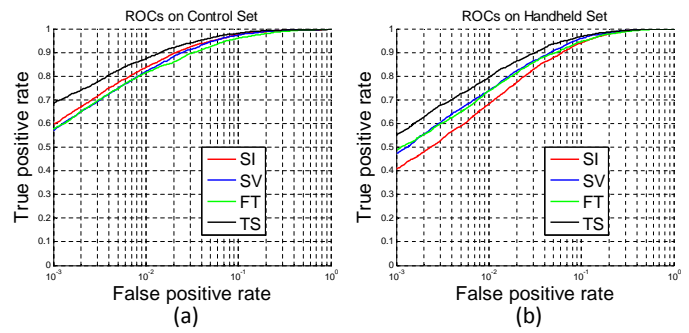 ROCs on Control Set
True positive rate
1
0.9
0.8
0.7
0.6
0.5
0.4
0.3
0.2
0.1
0
SI
SV
FT
TS
10^-3
10^-2
10^-1
10^0
False positive rate
(a)
ROCs on Handheld Set
True positive rate
1
0.9
0.8
0.7
0.6
0.5
0.4
0.3
0.2
0.1
0
SI
SV
FT
TS
10^-3
10^-2
10^-1
10^0
False positive rate
(b)